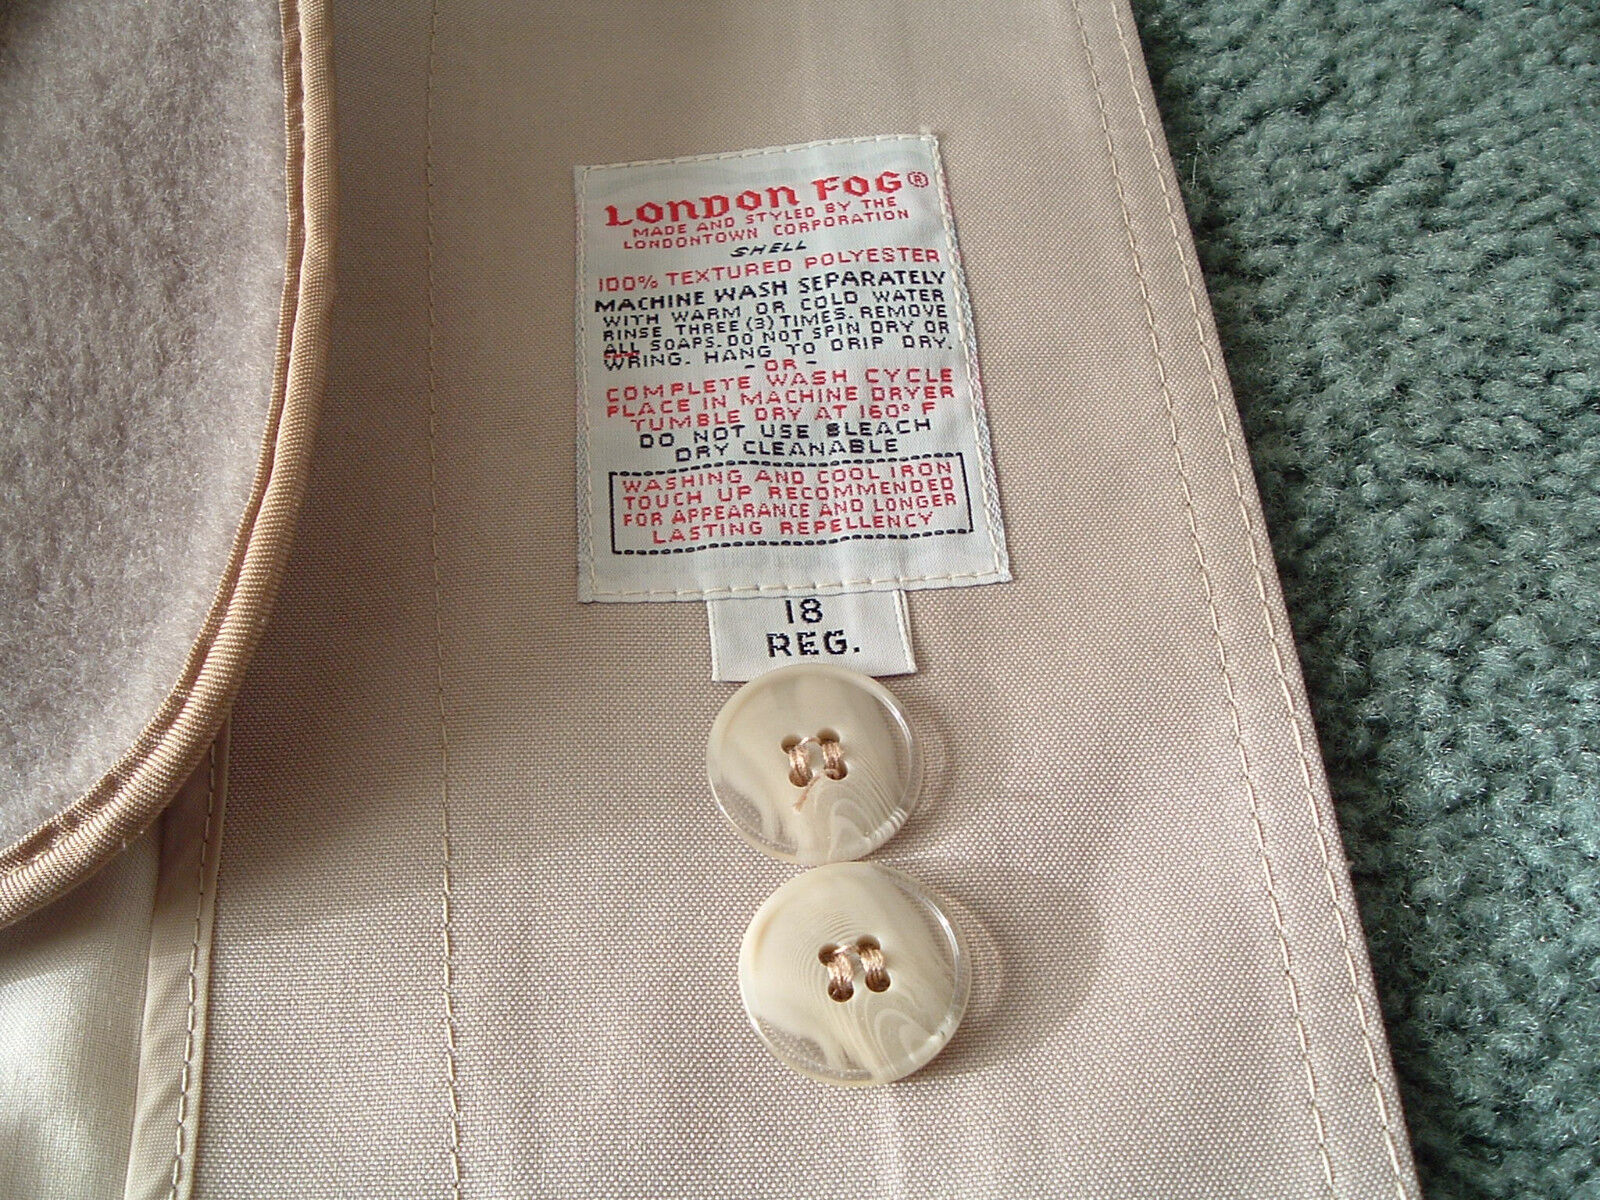 LONDON FOG®
MADE AND STYLED BY THE
LONDONTOWN CORPORATION
SHELL
100% TEXTURED POLYESTER
MACHINE WASH SEPARATELY
WITH WARM OR COLD WATER
RINSE THREE (3) TIMES. REMOVE
ALL SOAPS. DO NOT SPIN DRY OR
WRING. HANG TO DRIP DRY.
- OR -
COMPLETE WASH CYCLE
PLACE IN MACHINE DRYER
TUMBLE DRY AT 160° F
DO NOT USE BLEACH
DRY CLEANABLE
WASHING AND COOL IRON
TOUCH UP RECOMMENDED
FOR APPEARANCE AND LONGER
LASTING REPELLENCY
18
REG.